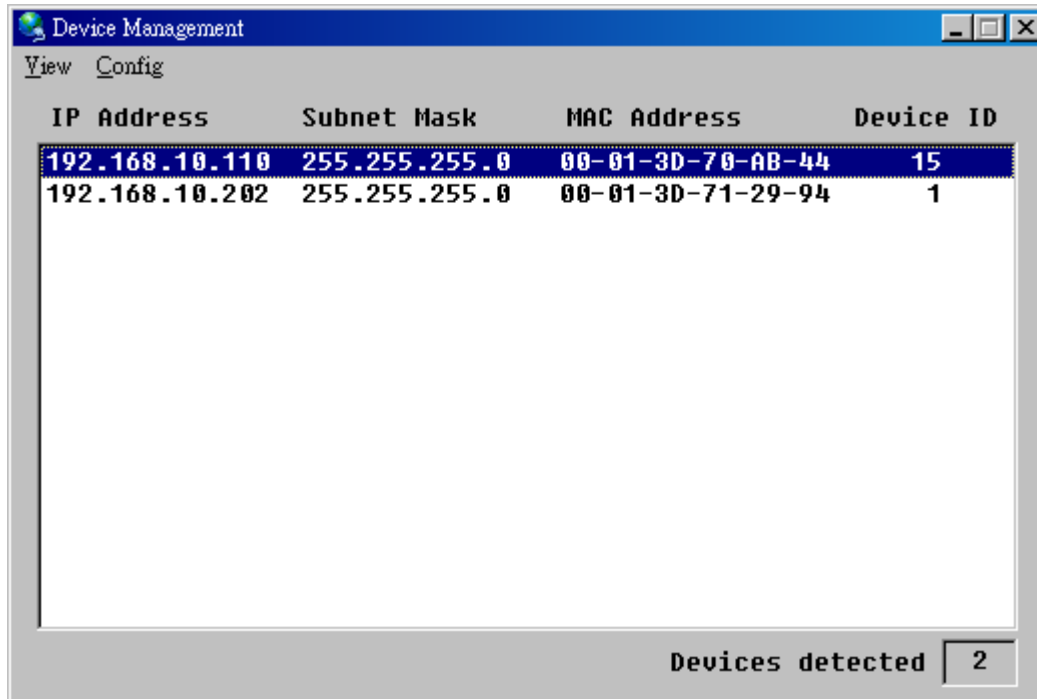 Device Management
View Config
IP Address Subnet Mask MAC Address Device ID
192.168.10.110 255.255.255.0 00-01-3D-70-AB-44 15
192.168.10.202 255.255.255.0 00-01-3D-71-29-94 1
Devices detected 2